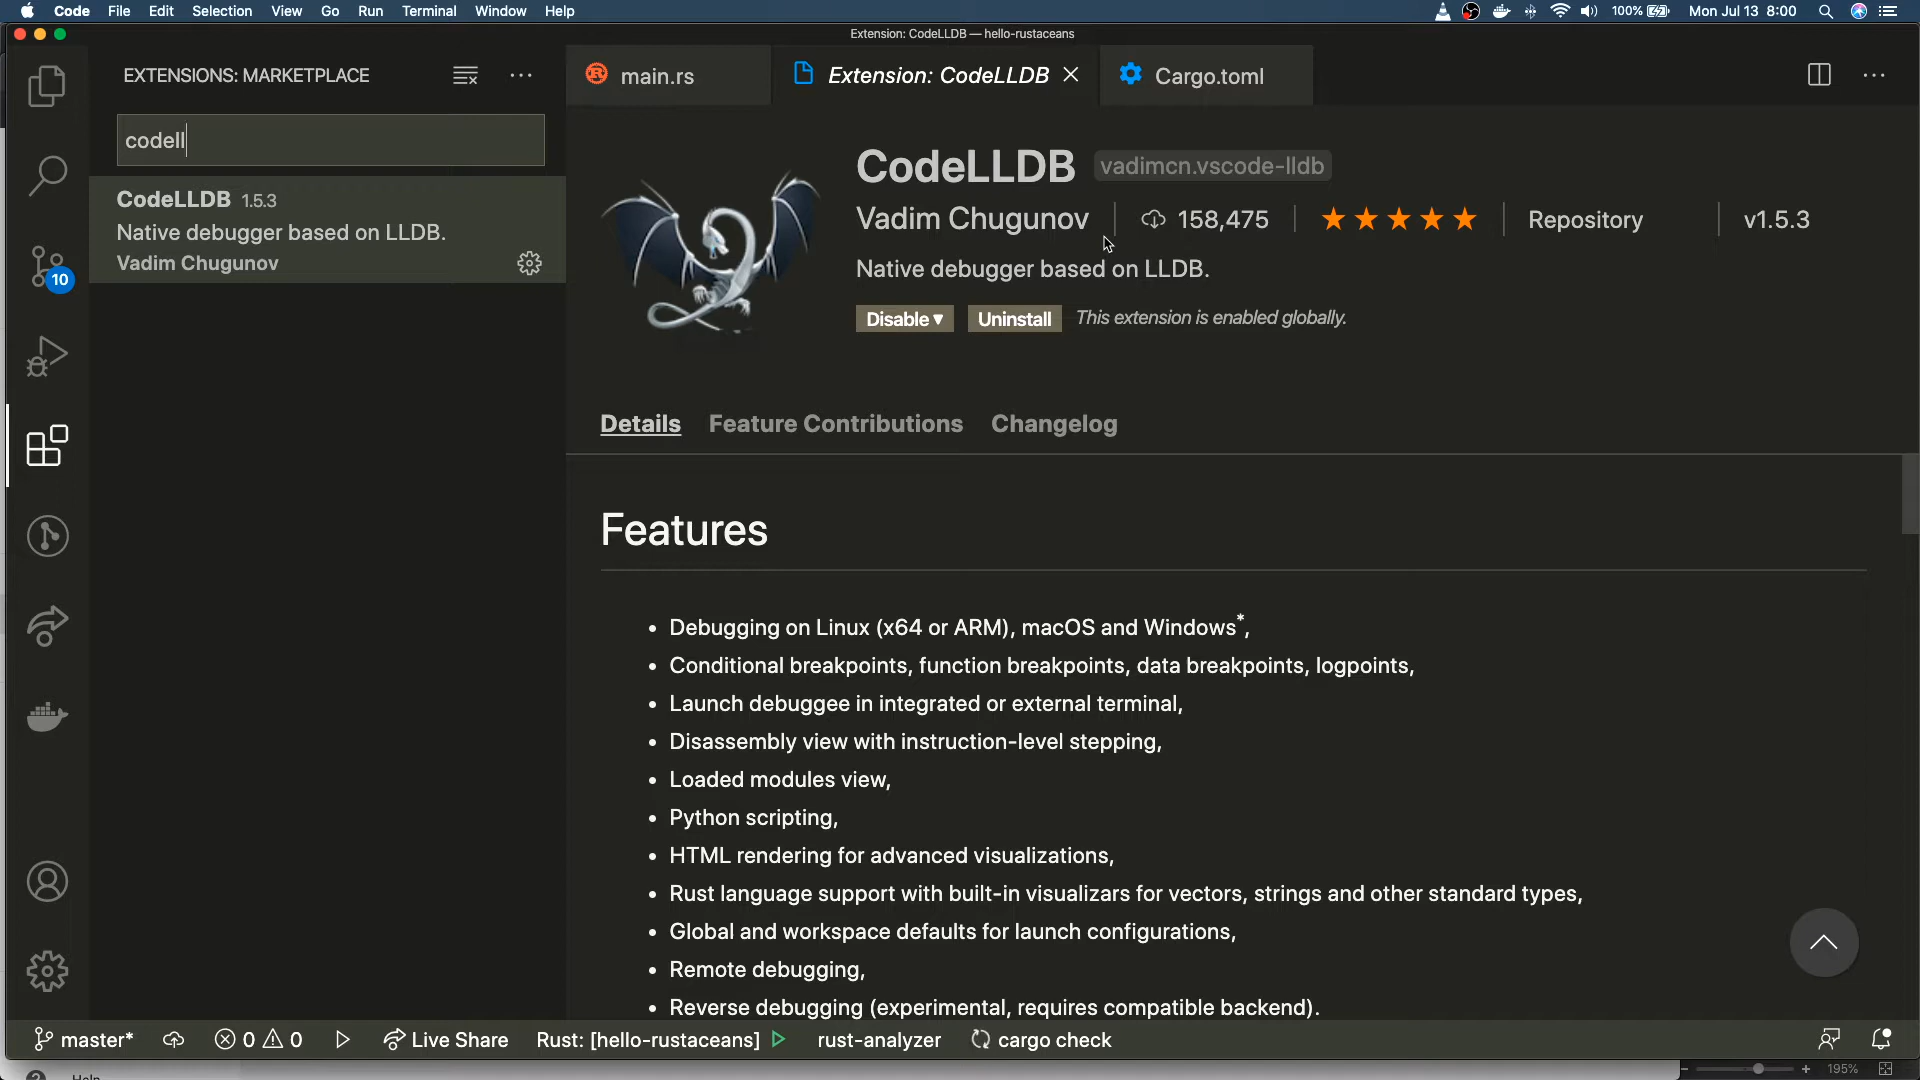 Code File Edit Selection View Go Run Terminal Window Help 100% Mon Jul 13 8:00
Extension: CodeLLDB — hello-rustaceans
EXTENSIONS: MARKETPLACE
codell
CodeLLDB 1.5.3
Native debugger based on LLDB.
Vadim Chugunov
10
main.rs Extension: CodeLLDB Cargo.toml
CodeLLDB vadimcn.vscode-lldb
Vadim Chugunov 158,475 Repository v1.5.3
Native debugger based on LLDB.
Disable Uninstall This extension is enabled globally.
Details Feature Contributions Changelog
Features
• Debugging on Linux (x64 or ARM), macOS and Windows*,
• Conditional breakpoints, function breakpoints, data breakpoints, logpoints,
• Launch debuggee in integrated or external terminal,
• Disassembly view with instruction-level stepping,
• Loaded modules view,
• Python scripting,
• HTML rendering for advanced visualizations,
• Rust language support with built-in visualizars for vectors, strings and other standard types,
• Global and workspace defaults for launch configurations,
• Remote debugging,
• Reverse debugging (experimental, requires compatible backend).
master* 0 0 Live Share Rust: [hello-rustaceans] rust-analyzer cargo check
Help 195%